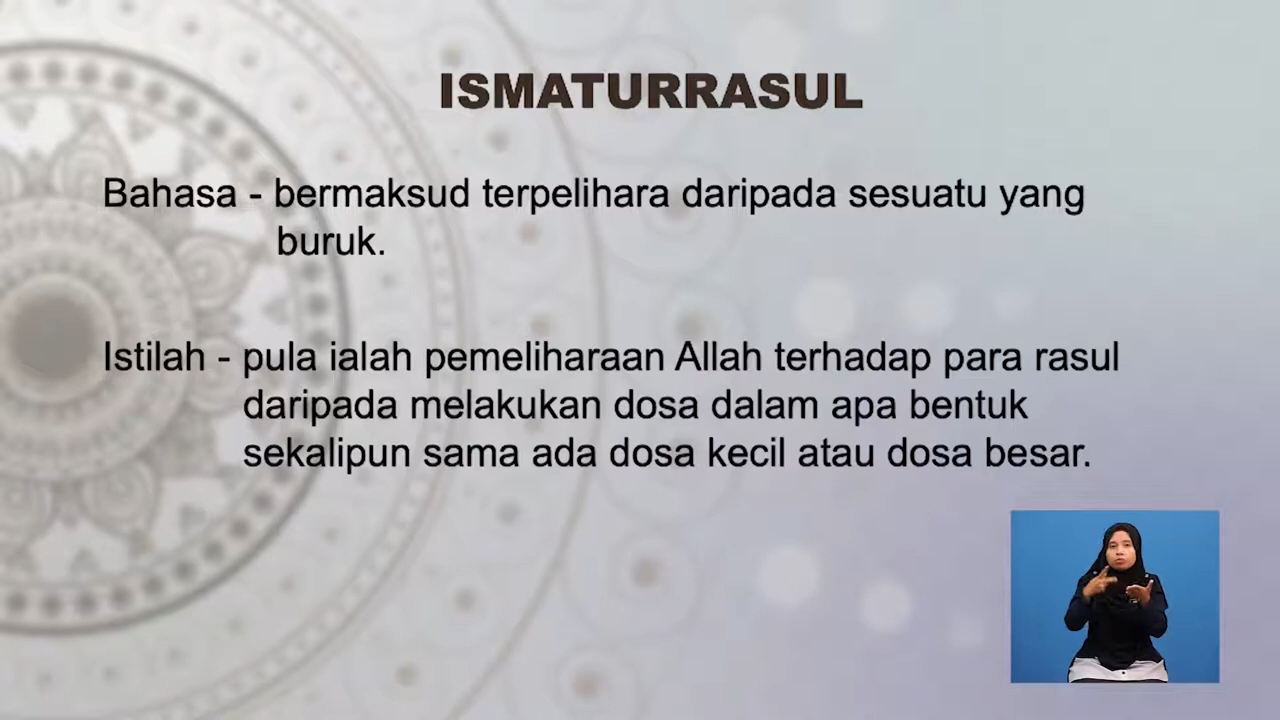 ISMATURRASUL
Bahasa - bermaksud terpelihara daripada sesuatu yang
buruk.
Istilah - pula ialah pemeliharaan Allah terhadap para rasul
daripada melakukan dosa dalam apa bentuk
sekalipun sama ada dosa kecil atau dosa besar.